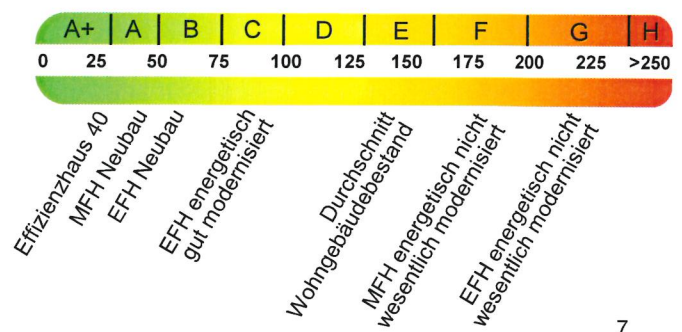 A+ A B C D E F G H
0 25 50 75 100 125 150 175 200 225 >250
Effizienzhaus 40
MFH Neubau
EFH Neubau
EFH energetisch
gut modernisiert
Durchschnitt
Wohngebäudebestand
MFH energetisch nicht
wesentlich modernisiert
EFH energetisch nicht
wesentlich modernisiert
7